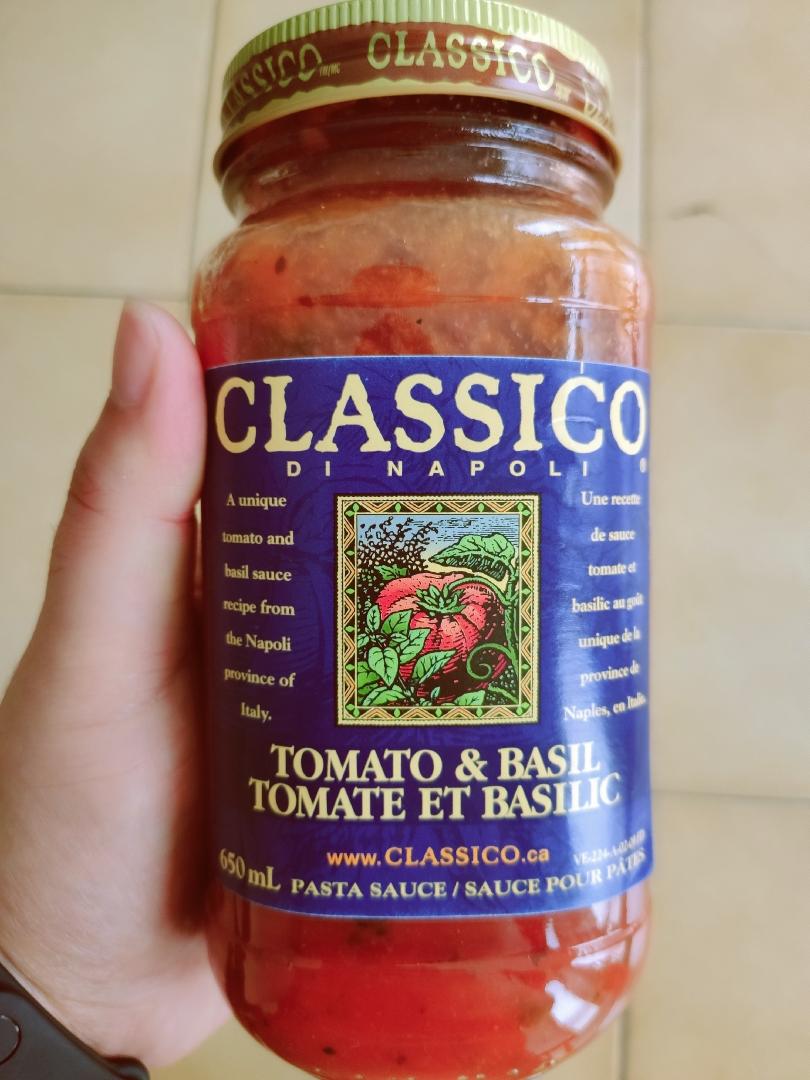 CLASSICO
CLASSICO
DI NAPOLI ®
A unique
tomato and
basil sauce
recipe from
the Napoli
province of
Italy.
Une recette
de sauce
tomate et
basilic au goût
unique de la
province de
Naples, en Italie.
TOMATO & BASIL
TOMATE ET BASILIC
www.CLASSICO.ca
650 mL PASTA SAUCE / SAUCE POUR PÂTES